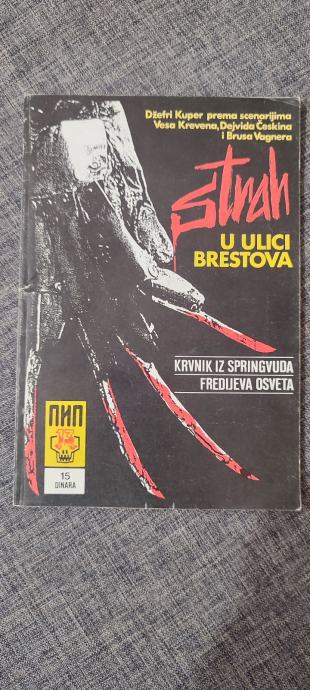 Džefri Kuper prema scenarijima
Vesa Krevena, Dejvida Českina
i Brusa Vagnera
Strah
U ULICI
BRESTOVA
KRVNIK IZ SPRINGVUDA
FREDIJEVA OSVETA
ПИП
15
DINARA